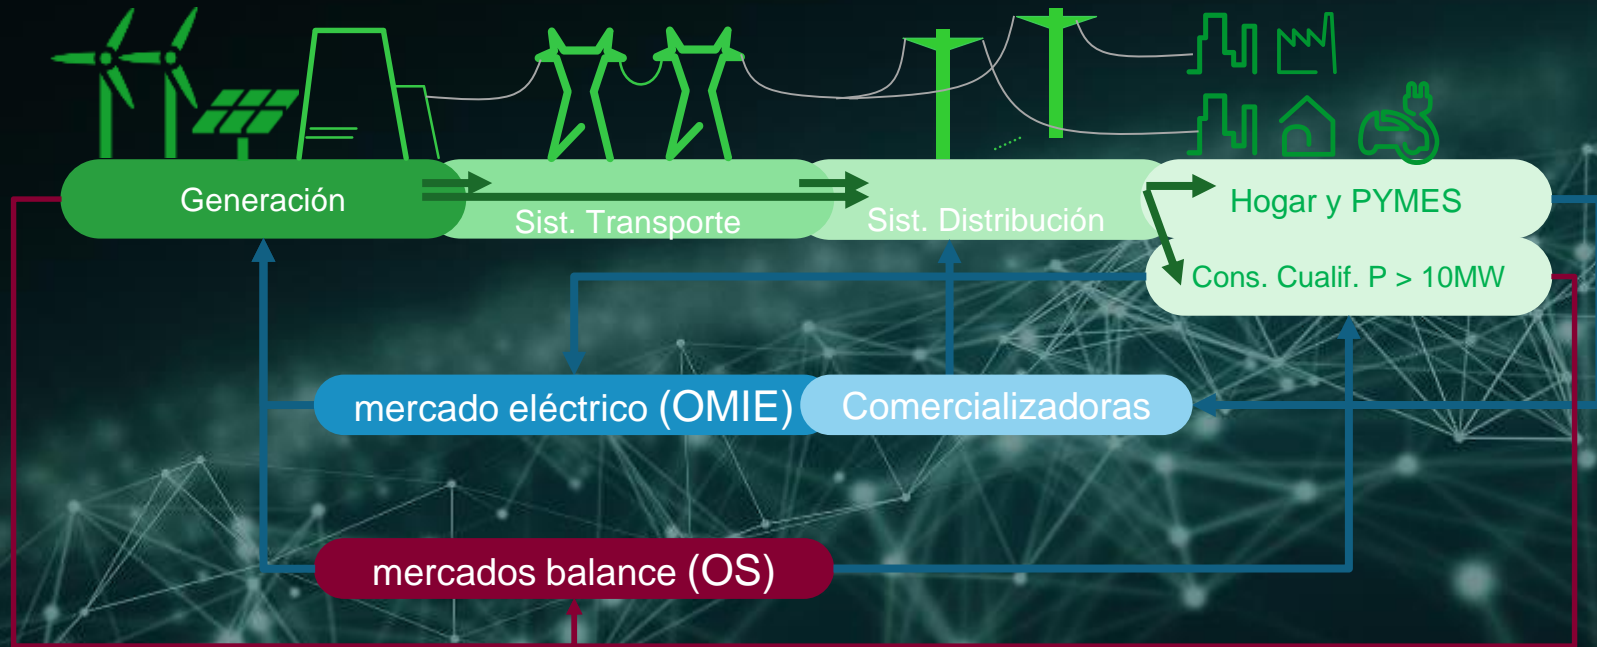 Generación
Sist. Transporte
Sist. Distribución
Hogar y PYMES
Cons. Cualif. P > 10MW
mercado eléctrico (OMIE)
Comercializadoras
mercados balance (OS)